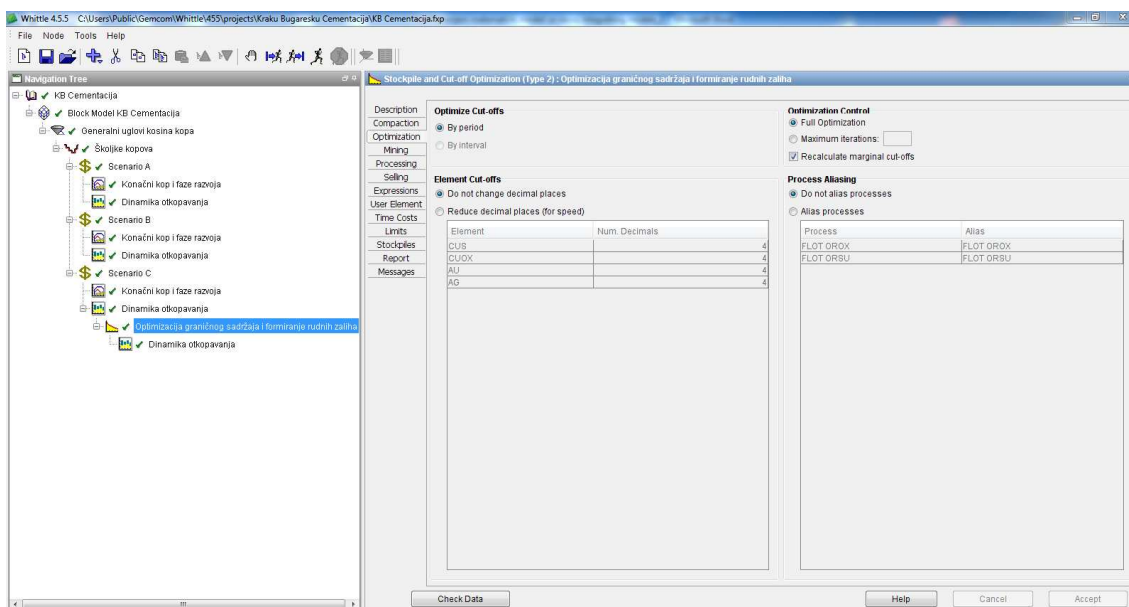 Whittle 4.5.5 C:\Users\Public\Gemcom\Whittle\455\projects\Kraku Bugaresku Cementacija\KB Cementacija.fxp
File Node Tools Help
Navigation Tree
KB Cementacija
Block Model KB Cementacija
Generalni uglovi kosina kopa
Školjke kopova
Scenario A
Konačni kop i faze razvoja
Dinamika otkopavanja
Scenario B
Konačni kop i faze razvoja
Dinamika otkopavanja
Scenario C
Konačni kop i faze razvoja
Dinamika otkopavanja
Optimizacija graničnog sadržaja i formiranje rudnih zaliha
Dinamika otkopavanja
Stockpile and Cut-off Optimization (Type 2) : Optimizacija graničnog sadržaja i formiranje rudnih zaliha
Description
Compaction
Optimization
Mining
Processing
Selling
Expressions
User Element
Time Costs
Limits
Stockpiles
Report
Messages
Optimize Cut-offs
By period
By interval
Optimization Control
Full Optimization
Maximum iterations:
Recalculate marginal cut-offs
Element Cut-offs
Do not change decimal places
Reduce decimal places (for speed)
Element Num. Decimals
CUS 4
CUOX 4
AU 4
AG 4
Process Aliasing
Do not alias processes
Alias processes
Process Alias
FLOT OROX FLOT OROX
FLOT ORSU FLOT ORSU
Check Data Help Cancel Accept